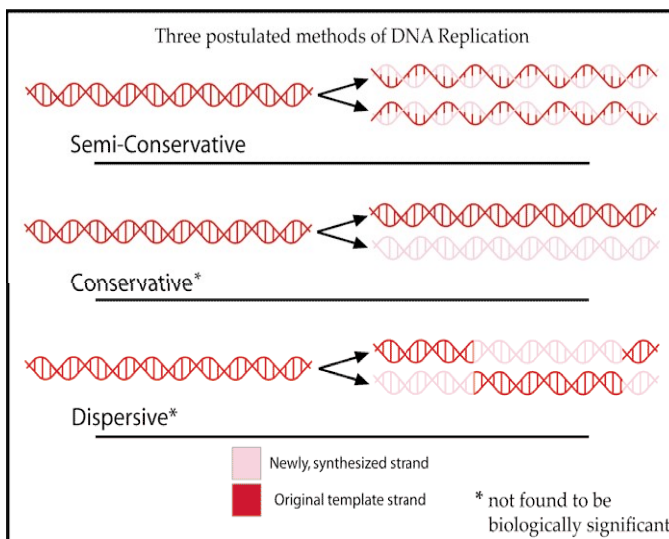 Three postulated methods of DNA Replication
Semi-Conservative
Conservative*
Dispersive*
Newly, synthesized strand
Original template strand
* not found to be
biologically significant